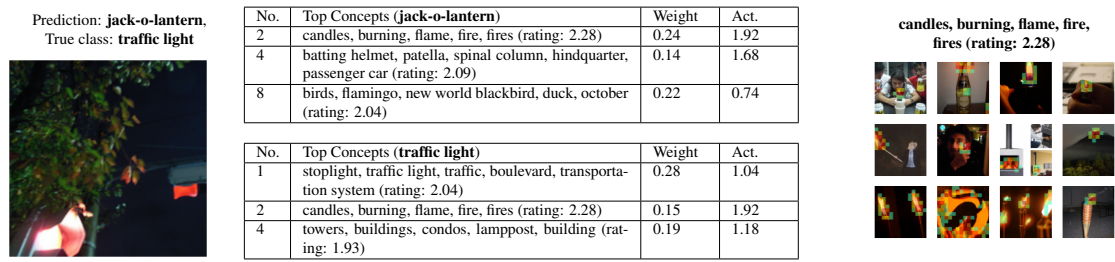 Prediction: jack-o-lantern,
True class: traffic light
No. Top Concepts (jack-o-lantern) Weight Act.
2 candles, burning, flame, fire, fires (rating: 2.28) 0.24 1.92
4 batting helmet, patella, spinal column, hindquarter, 0.14 1.68
passenger car (rating: 2.09)
8 birds, flamingo, new world blackbird, duck, october 0.22 0.74
(rating: 2.04)
No. Top Concepts (traffic light) Weight Act.
1 stoplight, traffic light, traffic, boulevard, transporta- 0.28 1.04
tion system (rating: 2.04)
2 candles, burning, flame, fire, fires (rating: 2.28) 0.15 1.92
4 towers, buildings, condos, lamppost, building (rat- 0.19 1.18
ing: 1.93)
candles, burning, flame, fire,
fires (rating: 2.28)